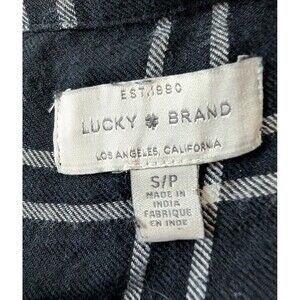 EST. 1990
LUCKY BRAND
LOS ANGELES, CALIFORNIA
S/P
MADE IN
INDIA
FABRIQUE
EN INDE